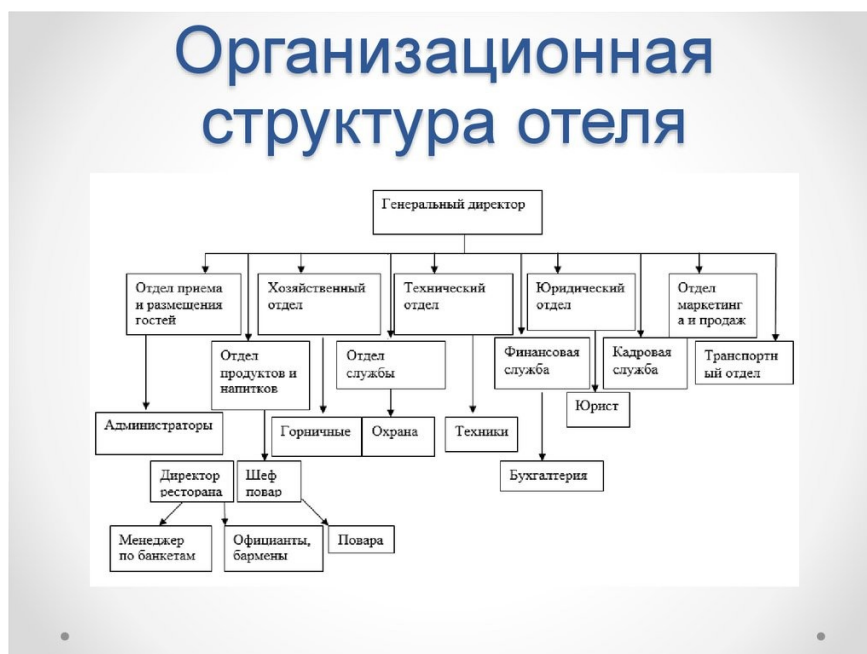 Организационная
структура отеля
Генеральный директор
Отдел приема
и размещения
гостей
Хозяйственный
отдел
Технический
отдел
Юридический
отдел
Отдел
маркетинг
а и продаж
Отдел
продуктов и
напитков
Отдел
службы
Финансовая
служба
Кадровая
служба
Транспортн
ый отдел
Администраторы
Горничные
Охрана
Техники
Юрист
Директор
ресторана
Шеф
повар
Бухгалтерия
Менеджер
по банкетам
Официанты,
бармены
Повара